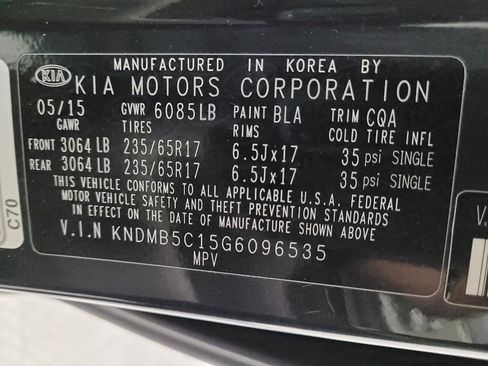 MANUFACTURED IN KOREA BY
KIA KIA MOTORS CORPORATION
05/15 GVWR 6085LB PAINT BLA TRIM CQA
GAWR TIRES RIMS COLD TIRE INFL
FRONT 3064 LB 235/65R17 6.5Jx17 35 psi SINGLE
REAR 3064 LB 235/65R17 6.5Jx17 35 psi SINGLE
THIS VEHICLE CONFORMS TO ALL APPLICABLE U.S.A. FEDERAL
MOTOR VEHICLE SAFETY AND THEFT PREVENTION STANDARDS
IN EFFECT ON THE DATE OF MANUFACTURE SHOWN ABOVE.
V.I.N KNDMB5C15G6096535
MPV
C70
V.